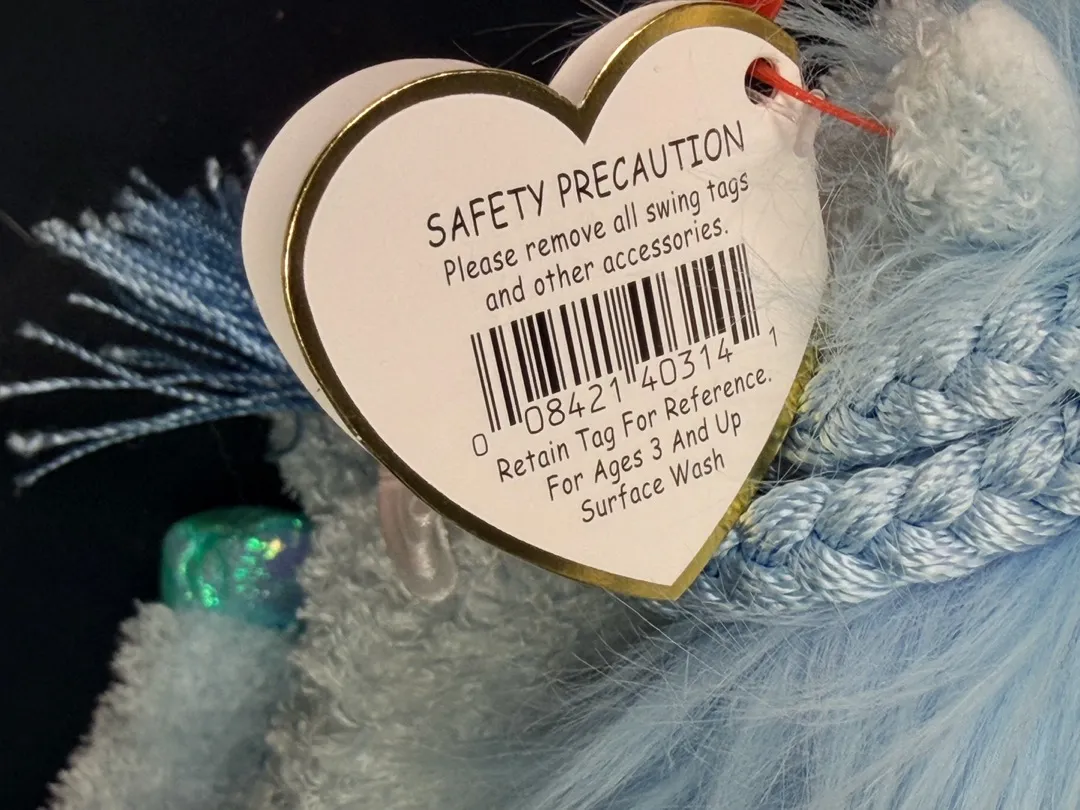 SAFETY PRECAUTION
Please remove all swing tags
and other accessories.
0 08421 40314 1
Retain Tag For Reference.
For Ages 3 And Up
Surface Wash